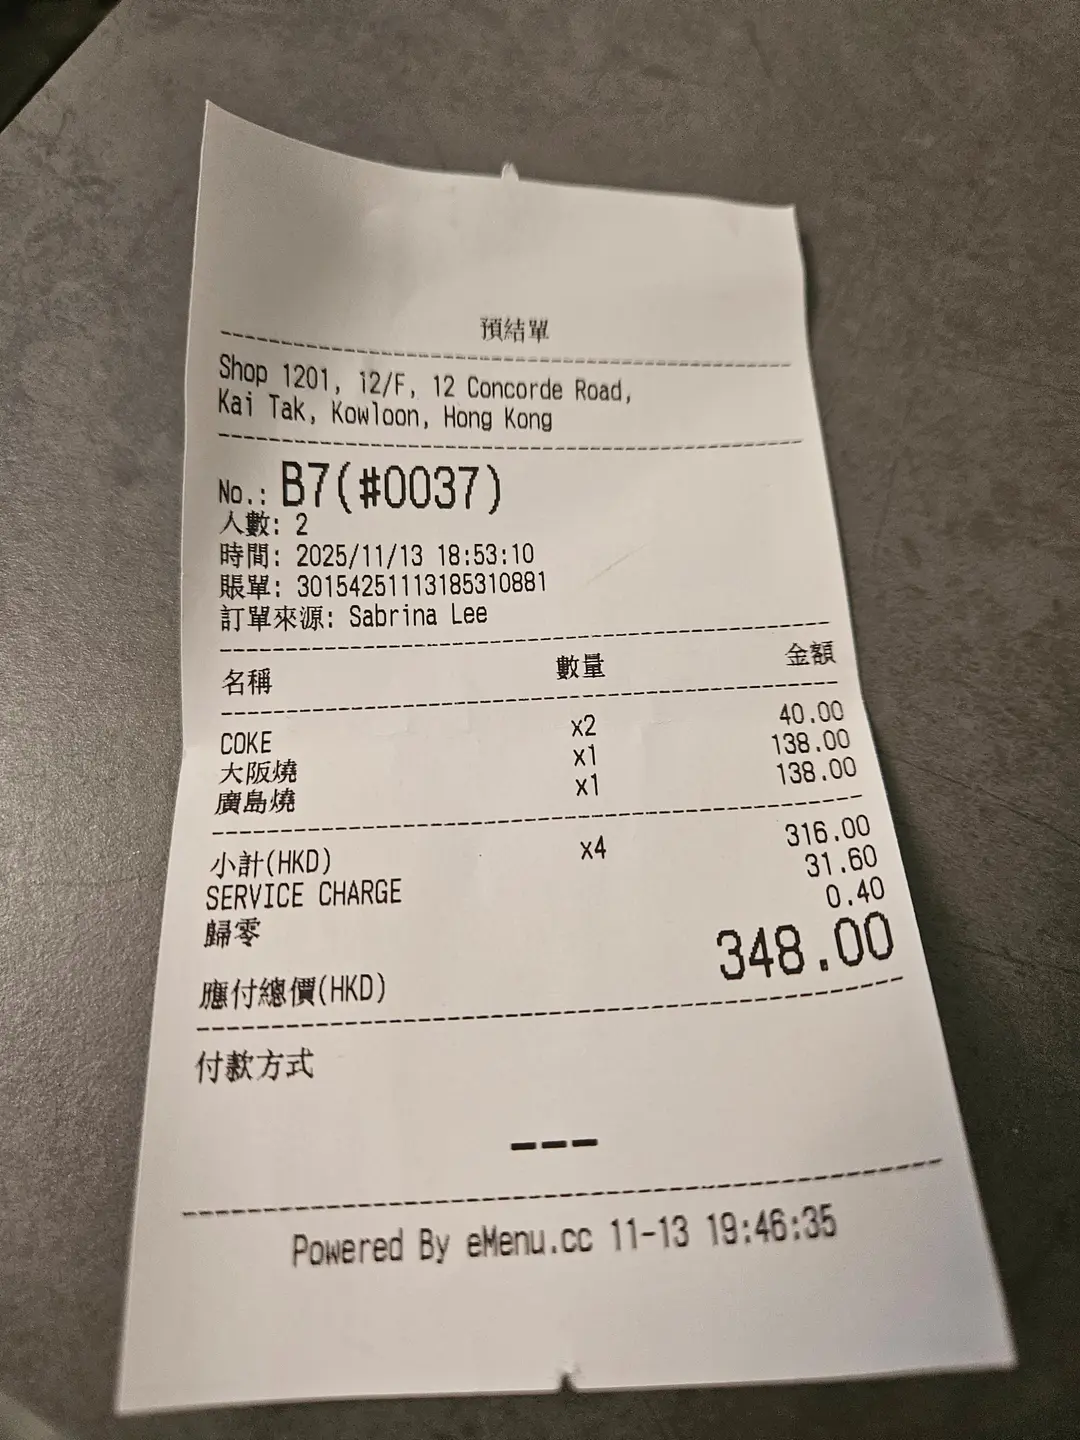 預結單
Shop 1201, 12/F, 12 Concorde Road,
Kai Tak, Kowloon, Hong Kong
No.: B7(#0037)
人數: 2
時間: 2025/11/13 18:53:10
賬單: 30154251113185310881
訂單來源: Sabrina Lee
名稱 數量 金額
COKE x2 40.00
大阪燒 x1 138.00
廣島燒 x1 138.00
小計(HKD) x4 316.00
SERVICE CHARGE 31.60
歸零 0.40
應付總價(HKD) 348.00
付款方式
---
Powered By eMenu.cc 11-13 19:46:35